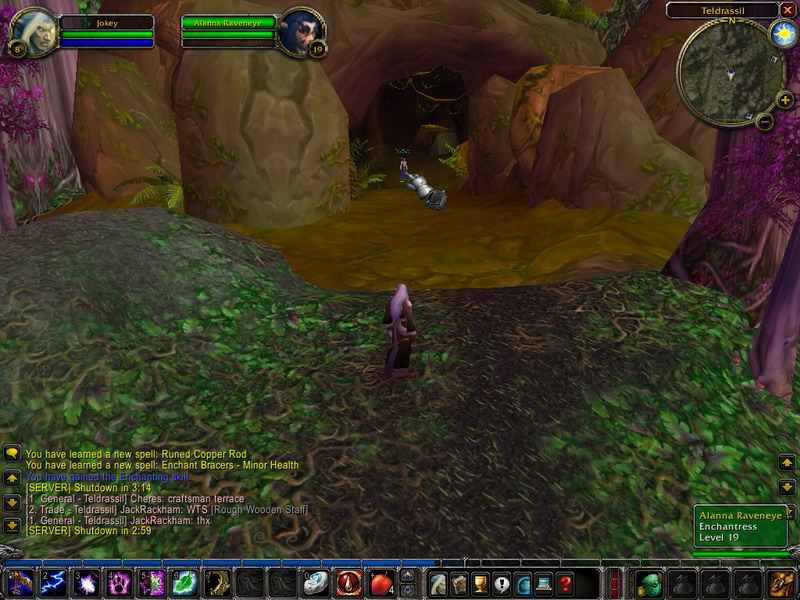 Jokey
8
Alanna Raveneye
19
Teldrassil
N
You have learned a new spell: Runed Copper Rod
You have learned a new spell: Enchant Bracers - Minor Health
You have gained the Enchanting skill
[SERVER] Shutdown in 3:14
[1. General - Teldrassil] Cheres: craftsman terrace
[2. Trade - Teldrassil] JackRackham: WTS [Rough Wooden Staff]
[1. General - Teldrassil] JackRackham: thx
[SERVER] Shutdown in 2:59
Alanna Raveneye
Enchantress
Level 19